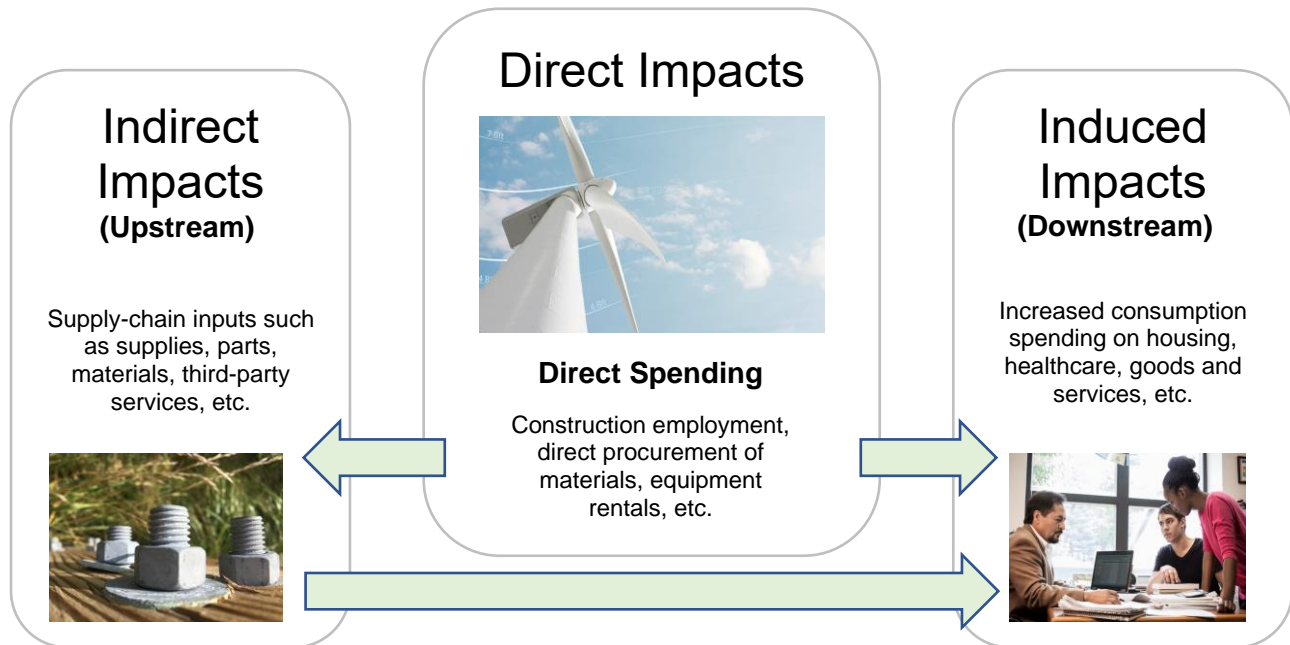 Indirect
Impacts
(Upstream)
Supply-chain inputs such
as supplies, parts,
materials, third-party
services, etc.
Direct Impacts
Direct Spending
Construction employment,
direct procurement of
materials, equipment
rentals, etc.
Induced
Impacts
(Downstream)
Increased consumption
spending on housing,
healthcare, goods and
services, etc.